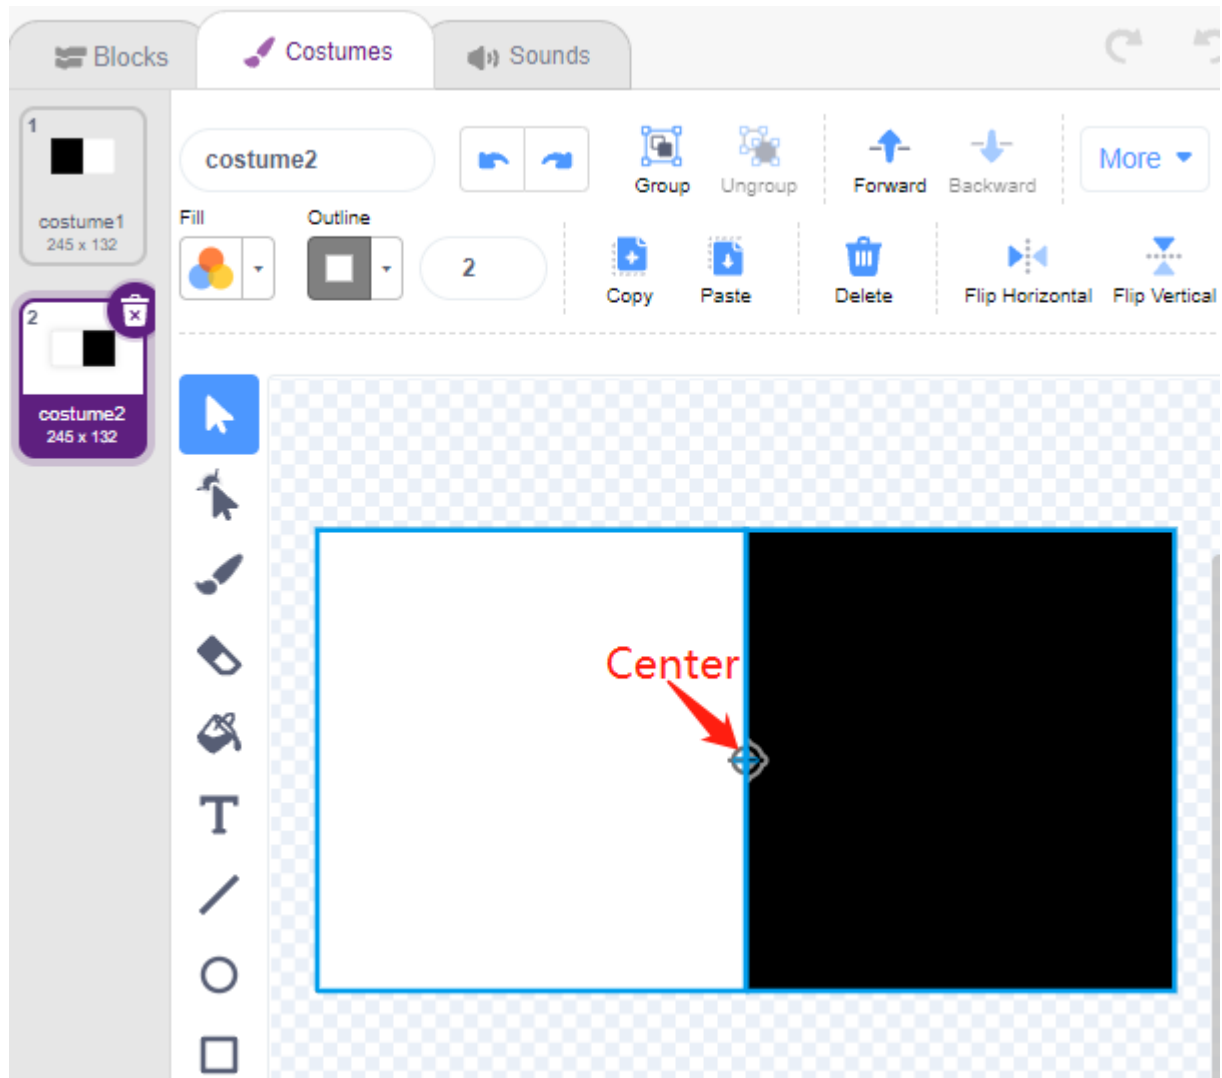 Blocks
Costumes
Sounds
1
costume1
245 x 132
2
costume2
245 x 132
costume2
Group
Ungroup
Forward
Backward
More
Fill
Outline
2
Copy
Paste
Delete
Flip Horizontal
Flip Vertical
T
Center